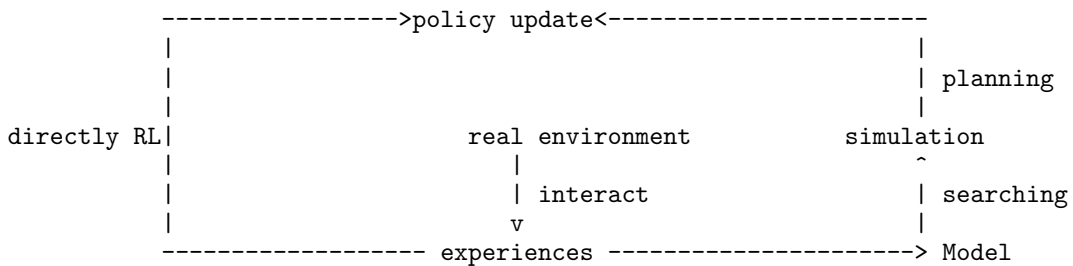 ----------------->policy update<-----------------------
| |
| | planning
| |
directly RL| real environment simulation
| | ^
| | interact | searching
| v |
------------------- experiences ----------------------> Model